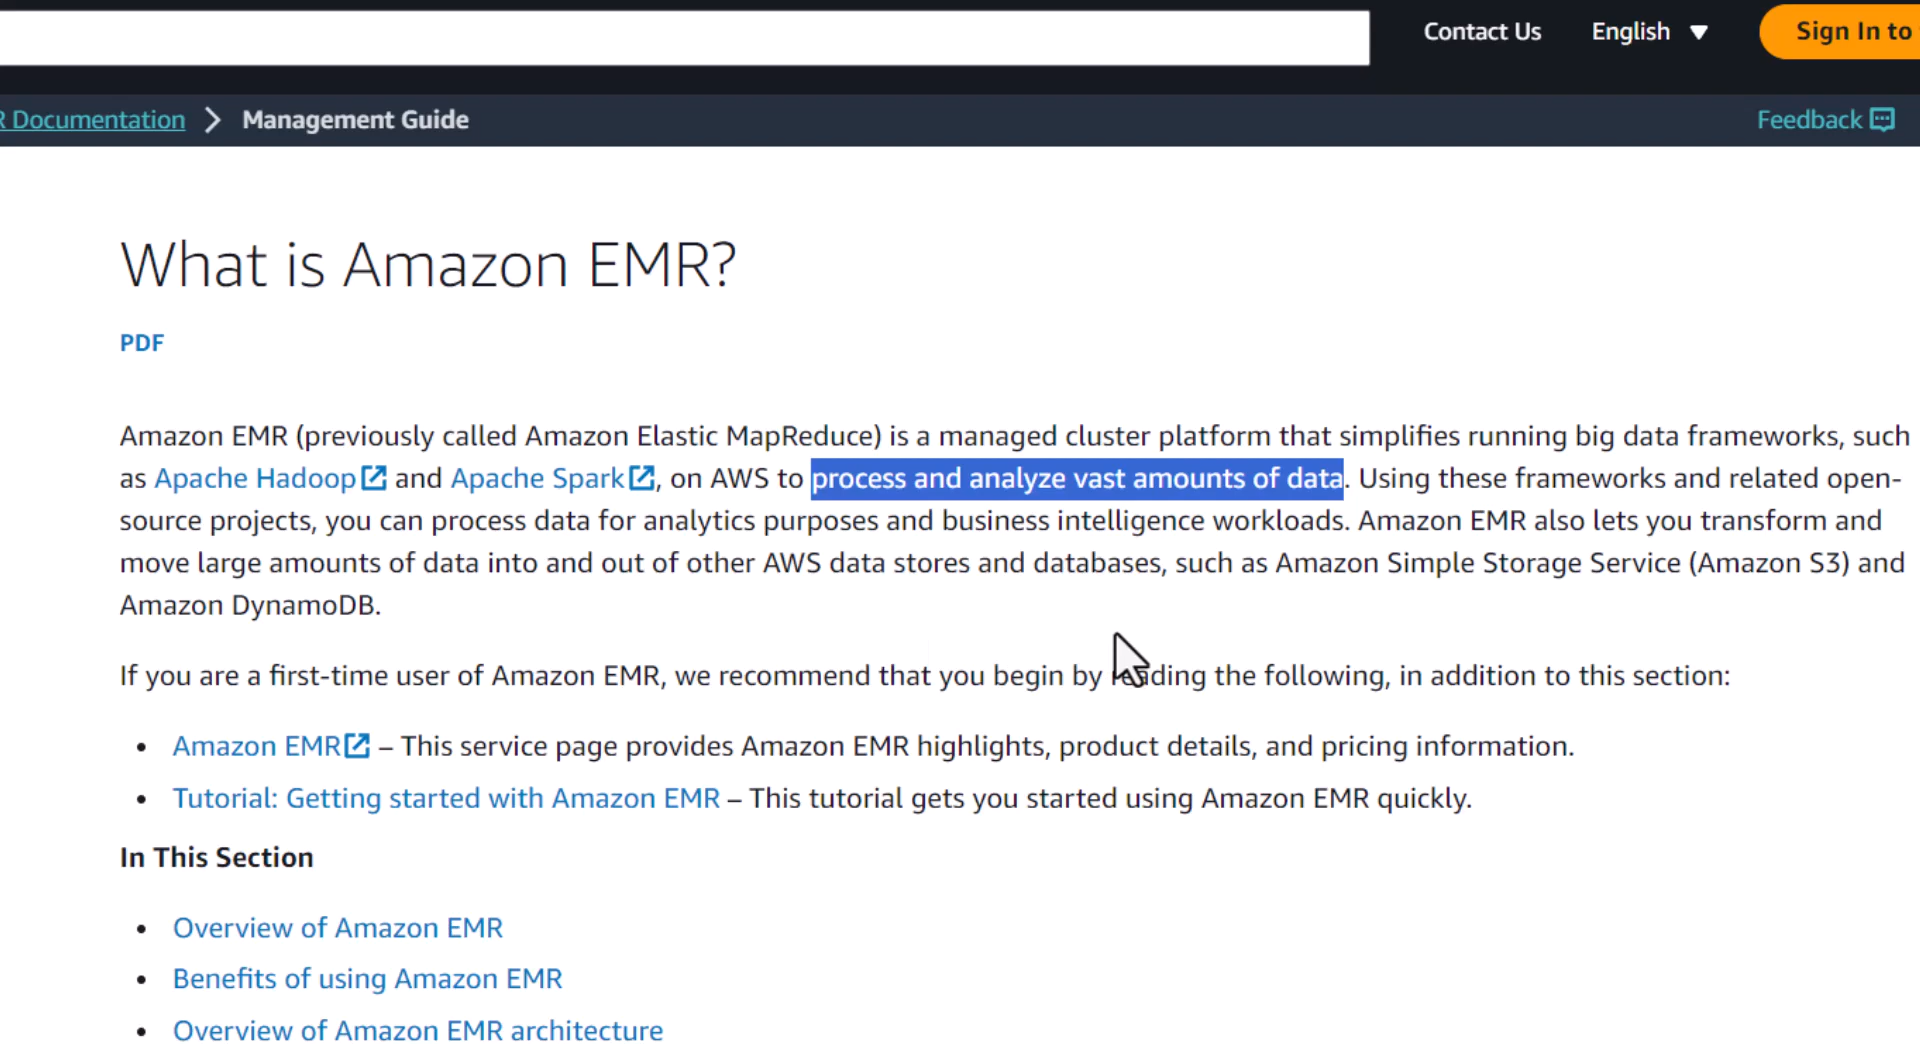 Contact Us English Sign In to
R Documentation Management Guide Feedback
What is Amazon EMR?
PDF
Amazon EMR (previously called Amazon Elastic MapReduce) is a managed cluster platform that simplifies running big data frameworks, such
as Apache Hadoop and Apache Spark, on AWS to process and analyze vast amounts of data. Using these frameworks and related open-
source projects, you can process data for analytics purposes and business intelligence workloads. Amazon EMR also lets you transform and
move large amounts of data into and out of other AWS data stores and databases, such as Amazon Simple Storage Service (Amazon S3) and
Amazon DynamoDB.
If you are a first-time user of Amazon EMR, we recommend that you begin by reading the following, in addition to this section:
• Amazon EMR – This service page provides Amazon EMR highlights, product details, and pricing information.
• Tutorial: Getting started with Amazon EMR – This tutorial gets you started using Amazon EMR quickly.
In This Section
• Overview of Amazon EMR
• Benefits of using Amazon EMR
• Overview of Amazon EMR architecture